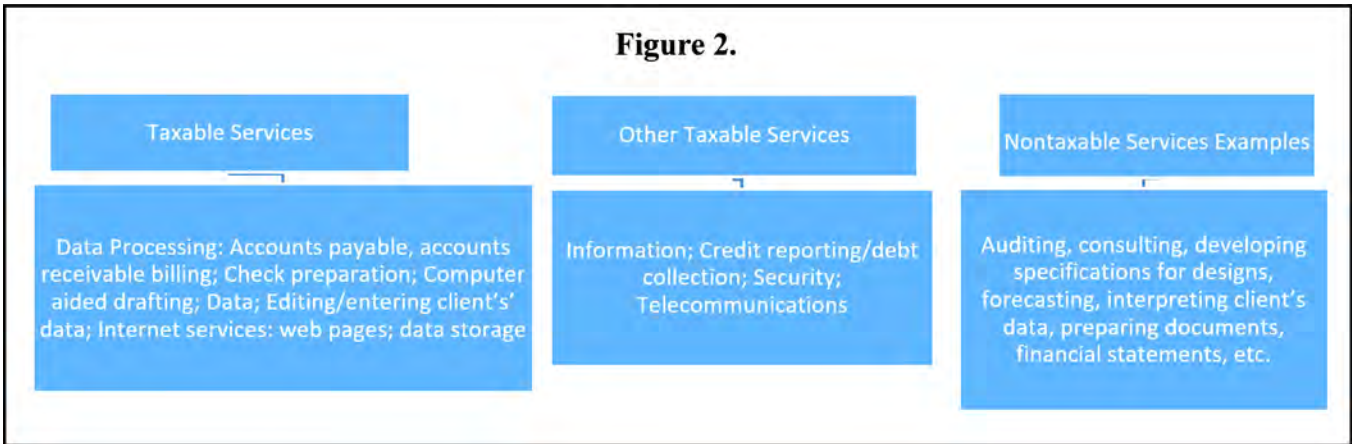 Figure 2.
Taxable Services
Data Processing: Accounts payable, accounts
receivable billing; Check preparation; Computer
aided drafting; Data; Editing/entering client's'
data; Internet services: web pages; data storage
Other Taxable Services
Information; Credit reporting/debt
collection; Security;
Telecommunications
Nontaxable Services Examples
Auditing, consulting, developing
specifications for designs,
forecasting, interpreting client's
data, preparing documents,
financial statements, etc.